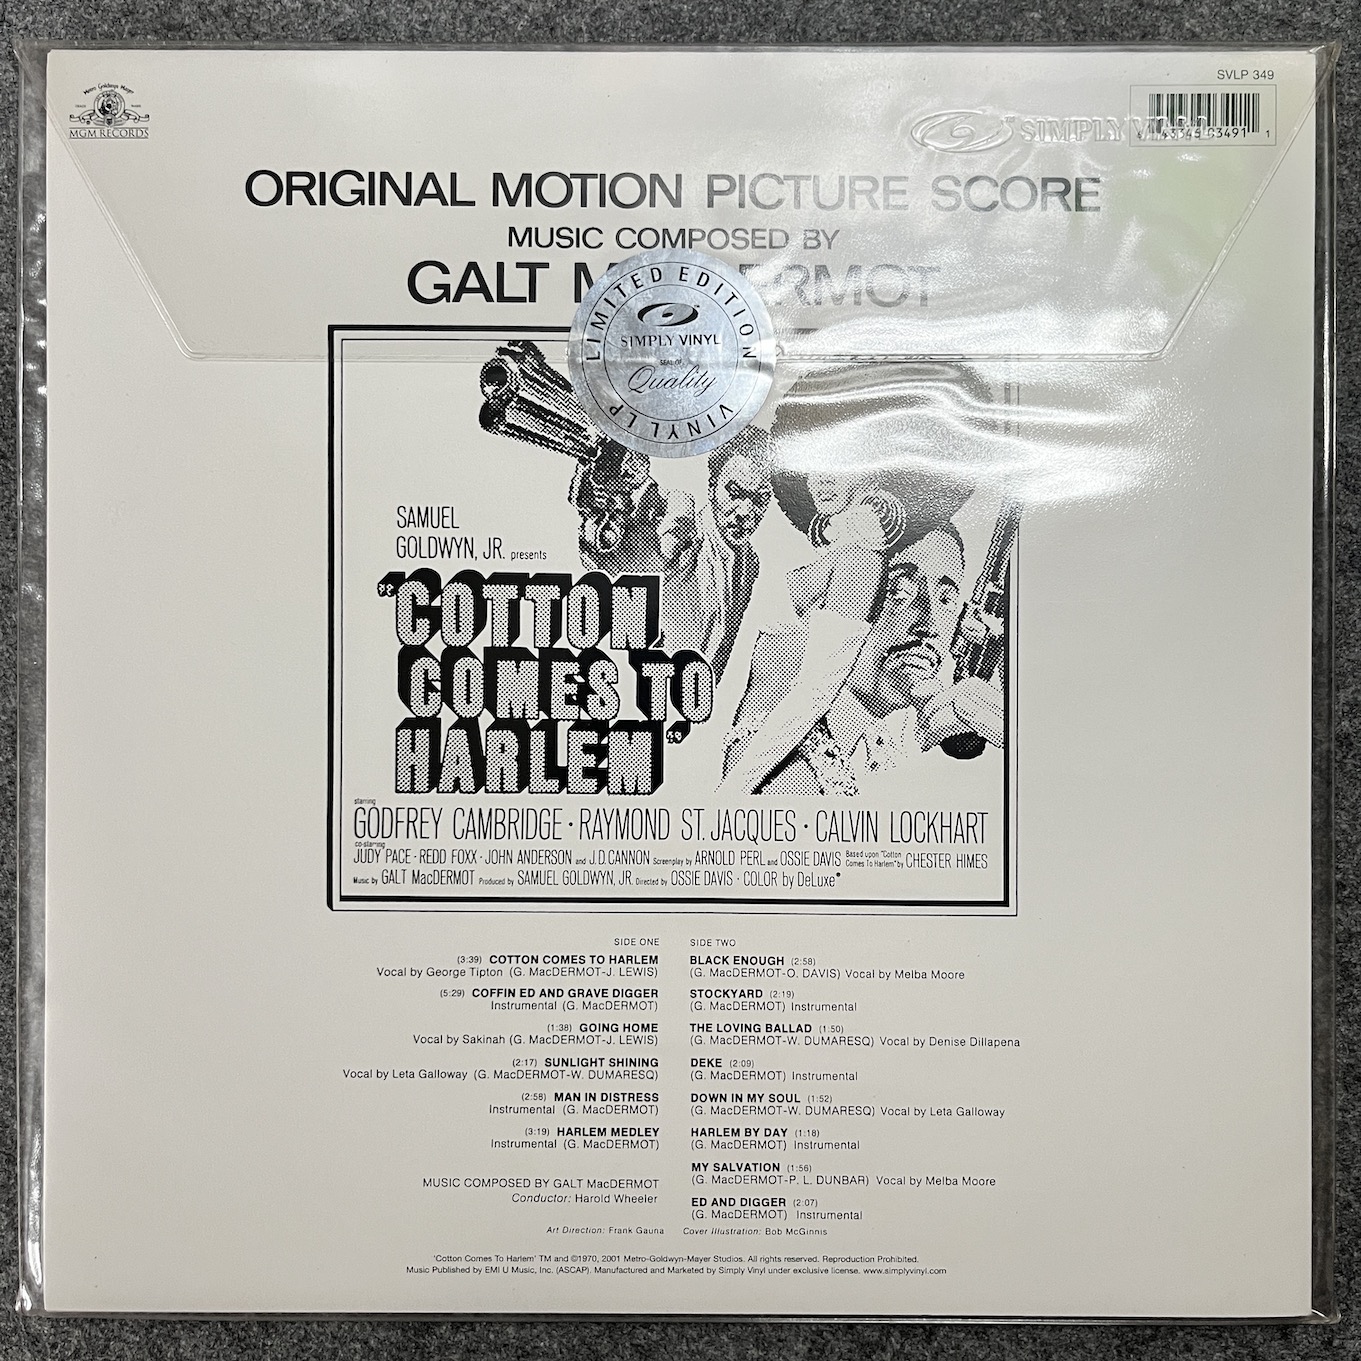 SVLP 349
Metro Goldwyn Mayer
TRADE MARK
MGM RECORDS
SIMPLY VINYL
ORIGINAL MOTION PICTURE SCORE
MUSIC COMPOSED BY
GALT
LIMITED EDITION
SIMPLY VINYL
SEAL OF
Quality
VINYL LP
SAMUEL
GOLDWYN, JR. presents
"COTTON
COMES TO
HARLEM"
starring
GODFREY CAMBRIDGE · RAYMOND ST. JACQUES · CALVIN LOCKHART
co-starring
JUDY PACE · REDD FOXX · JOHN ANDERSON and J.D. CANNON Screenplay by ARNOLD PERL and OSSIE DAVIS Based upon "Cotton Comes To Harlem" by CHESTER HIMES
Music by GALT MacDERMOT Produced by SAMUEL GOLDWYN, JR. Directed by OSSIE DAVIS · COLOR by DeLuxe®
SIDE ONE
(3:39) COTTON COMES TO HARLEM
Vocal by George Tipton (G. MacDERMOT-J. LEWIS)
(5:29) COFFIN ED AND GRAVE DIGGER
Instrumental (G. MacDERMOT)
(1:38) GOING HOME
Vocal by Sakinah (G. MacDERMOT-J. LEWIS)
(2:17) SUNLIGHT SHINING
Vocal by Leta Galloway (G. MacDERMOT-W. DUMARESQ)
(2:58) MAN IN DISTRESS
Instrumental (G. MacDERMOT)
(3:19) HARLEM MEDLEY
Instrumental (G. MacDERMOT)
MUSIC COMPOSED BY GALT MacDERMOT
Conductor: Harold Wheeler
SIDE TWO
BLACK ENOUGH (2:58)
(G. MacDERMOT-O. DAVIS) Vocal by Melba Moore
STOCKYARD (2:19)
(G. MacDERMOT) Instrumental
THE LOVING BALLAD (1:50)
(G. MacDERMOT-W. DUMARESQ) Vocal by Denise Dillapena
DEKE (2:09)
(G. MacDERMOT) Instrumental
DOWN IN MY SOUL (1:52)
(G. MacDERMOT-W. DUMARESQ) Vocal by Leta Galloway
HARLEM BY DAY (1:18)
(G. MacDERMOT) Instrumental
MY SALVATION (1:56)
(G. MacDERMOT-P. L. DUNBAR) Vocal by Melba Moore
ED AND DIGGER (2:07)
(G. MacDERMOT) Instrumental
Art Direction: Frank Gauna Cover Illustration: Bob McGinnis
'Cotton Comes To Harlem' TM and ©1970, 2001 Metro-Goldwyn-Mayer Studios. All rights reserved. Reproduction Prohibited.
Music Published by EMI U Music, Inc. (ASCAP). Manufactured and Marketed by Simply Vinyl under exclusive license. www.simplyvinyl.com